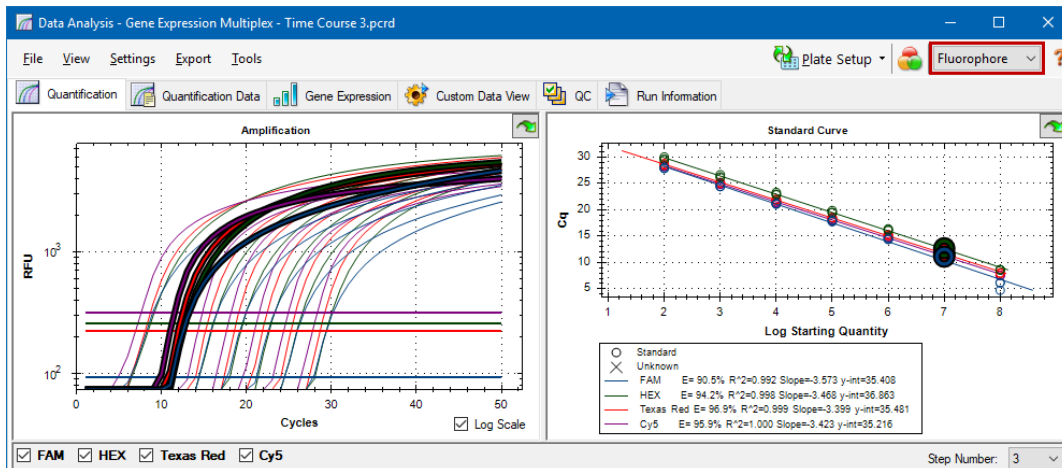 Data Analysis - Gene Expression Multiplex - Time Course 3.pcrd
File View Settings Export Tools Plate Setup Fluorophore ?
Quantification Quantification Data Gene Expression Custom Data View QC Run Information
Amplification
10^3
10^2
RFU
0 10 20 30 40 50
Cycles
Log Scale
Standard Curve
30
25
20
15
10
5
Cq
1 2 3 4 5 6 7 8
Log Starting Quantity
Standard
Unknown
FAM E= 90.5% R^2=0.992 Slope=-3.573 y-int=35.408
HEX E= 94.2% R^2=0.998 Slope=-3.468 y-int=36.863
Texas Red E= 96.9% R^2=0.999 Slope=-3.399 y-int=35.481
Cy5 E= 95.9% R^2=1.000 Slope=-3.423 y-int=35.216
FAM HEX Texas Red Cy5 Step Number: 3